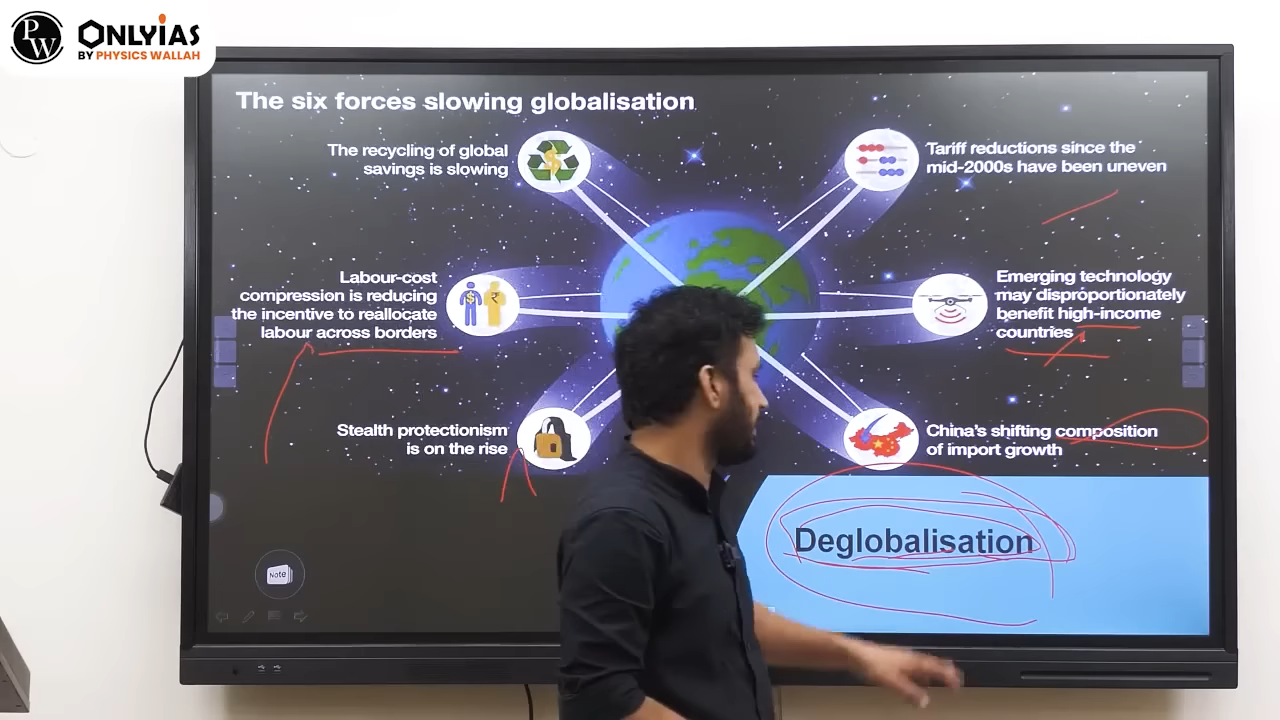 PW
ONLYIAS
BY PHYSICS WALLAH
The six forces slowing globalisation
The recycling of global
savings is slowing
Tariff reductions since the
mid-2000s have been uneven
Labour-cost
compression is reducing
the incentive to reallocate
labour across borders
Emerging technology
may disproportionately
benefit high-income
countries
Stealth protectionism
is on the rise
China's shifting composition
of import growth
Deglobalisation
Note